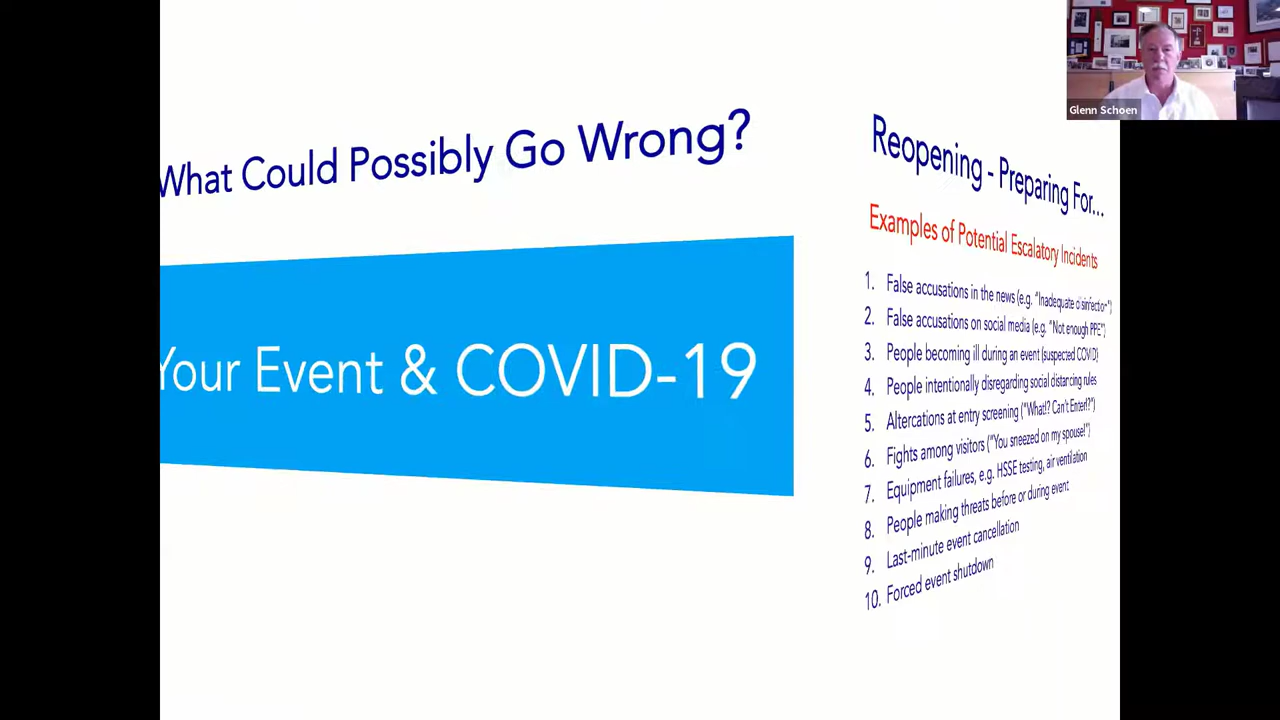 What Could Possibly Go Wrong?
Your Event & COVID-19
Reopening - Preparing For...
Examples of Potential Escalatory Incidents
1. False accusations in the news (e.g. "Inadequate disinfection")
2. False accusations on social media (e.g. "Not enough PPE")
3. People becoming ill during an event (suspected COVID)
4. People intentionally disregarding social distancing rules
5. Altercations at entry screening ("What!? Can't Enter!?")
6. Fights among visitors ("You sneezed on my spouse!")
7. Equipment failures, e.g. HSSE testing, air ventilation
8. People making threats before or during event
9. Last-minute event cancellation
10. Forced event shutdown
Glenn Schoen